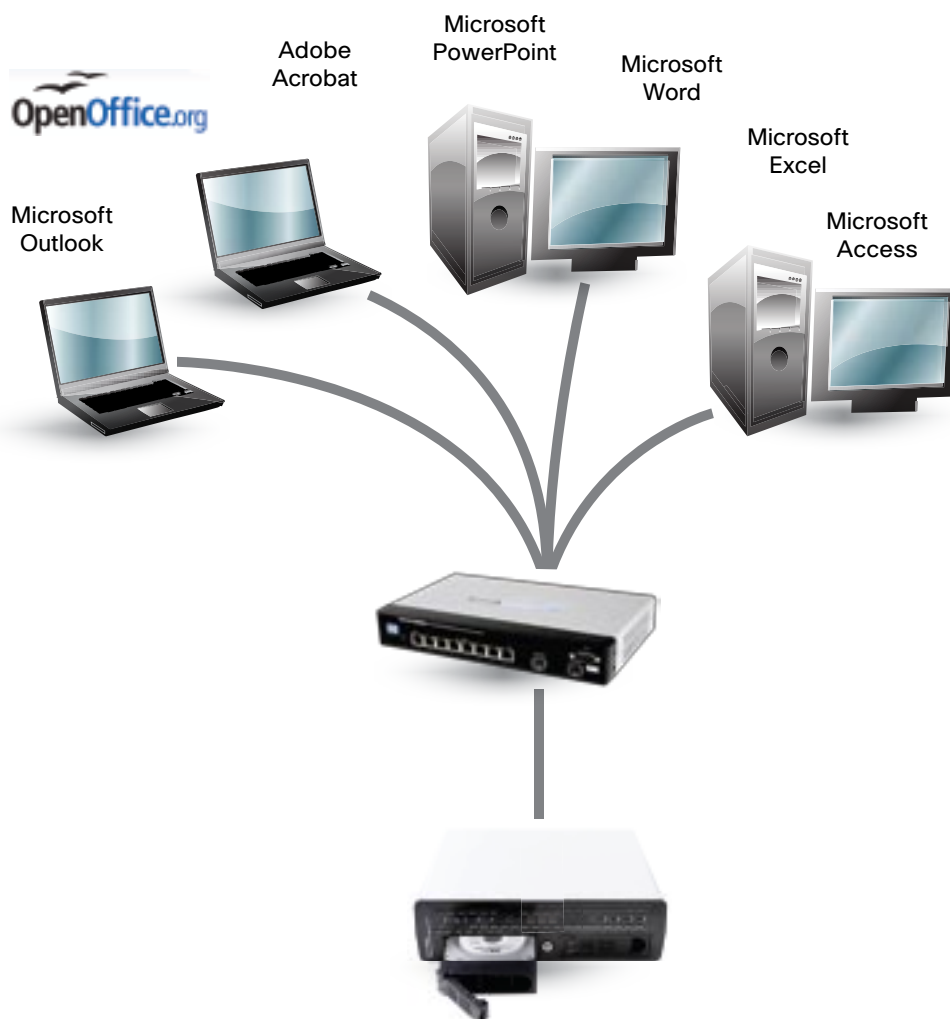 Microsoft
PowerPoint
Adobe
Acrobat
Microsoft
Word
OpenOffice.org
Microsoft
Excel
Microsoft
Outlook
Microsoft
Access